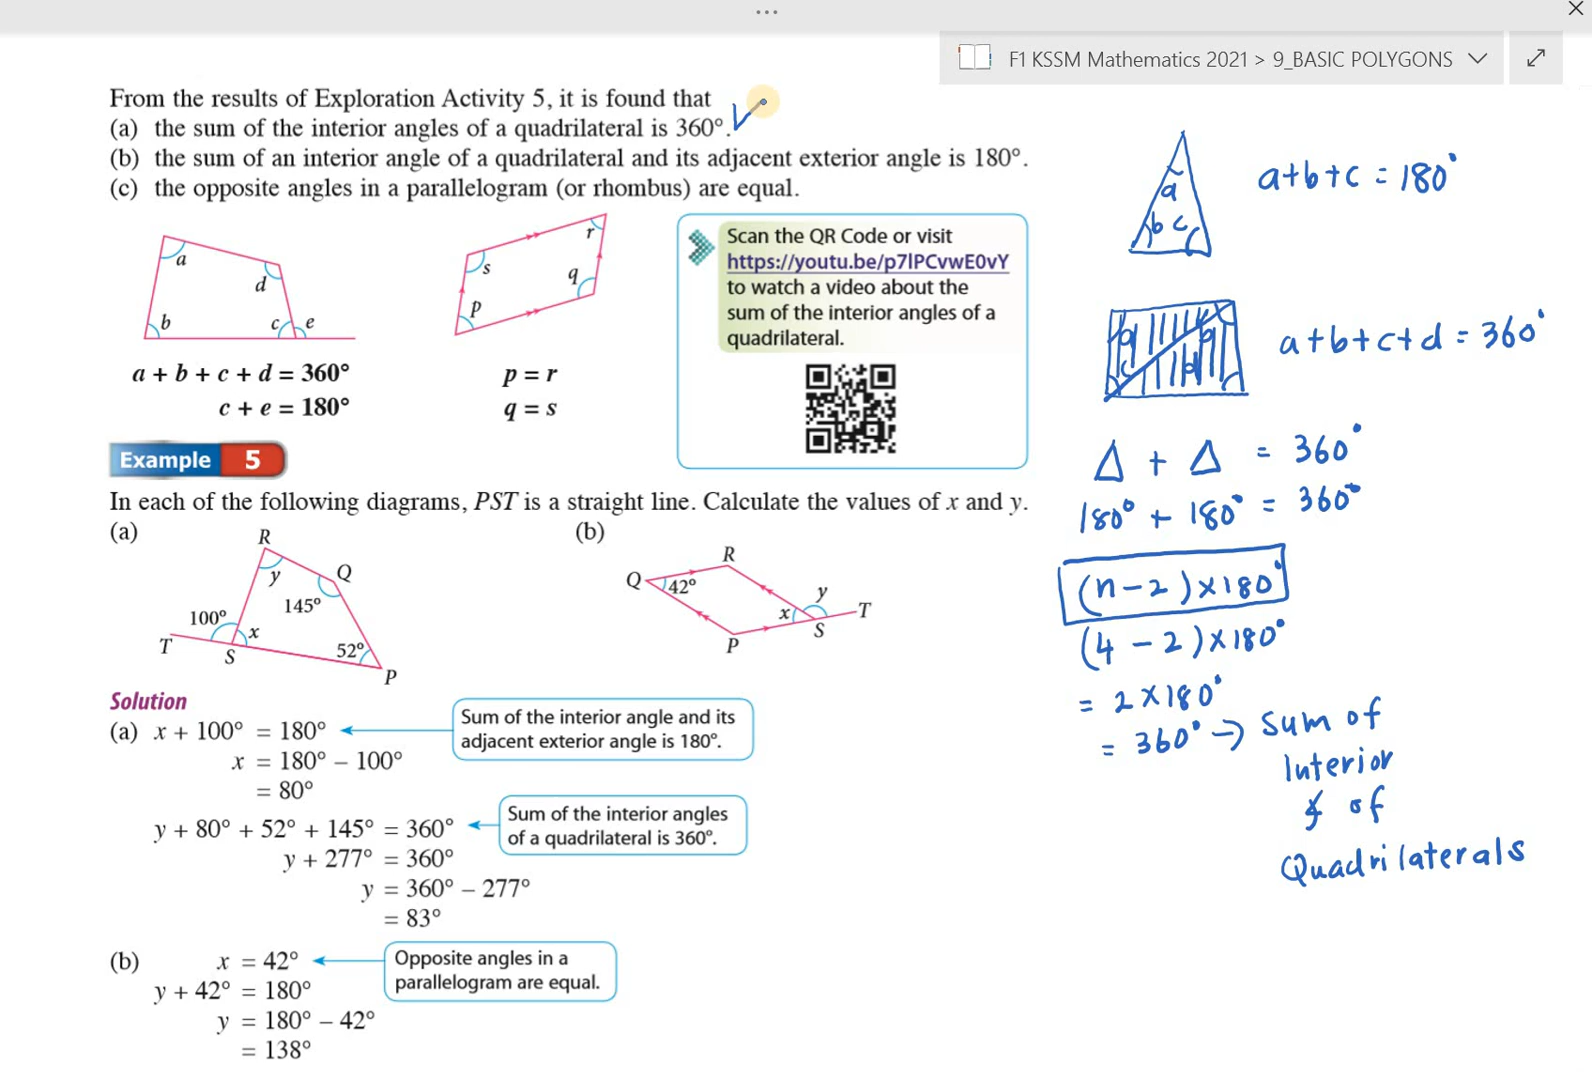 F1 KSSM Mathematics 2021 > 9_BASIC POLYGONS
From the results of Exploration Activity 5, it is found that
(a) the sum of the interior angles of a quadrilateral is 360°.
(b) the sum of an interior angle of a quadrilateral and its adjacent exterior angle is 180°.
(c) the opposite angles in a parallelogram (or rhombus) are equal.
a
d
b
c
e
a + b + c + d = 360°
c + e = 180°
r
s
q
p
p = r
q = s
Scan the QR Code or visit
https://youtu.be/p7lPCvwE0vY
to watch a video about the
sum of the interior angles of a
quadrilateral.
Example 5
In each of the following diagrams, PST is a straight line. Calculate the values of x and y.
(a)
R
y
Q
145°
100°
x
T
S
52°
P
(b)
R
Q
42°
y
x
T
S
P
Solution
(a) x + 100° = 180°
Sum of the interior angle and its
adjacent exterior angle is 180°.
x = 180° – 100°
= 80°
y + 80° + 52° + 145° = 360°
Sum of the interior angles
of a quadrilateral is 360°.
y + 277° = 360°
y = 360° – 277°
= 83°
(b) x = 42°
Opposite angles in a
parallelogram are equal.
y + 42° = 180°
y = 180° – 42°
= 138°
a
b c
a+b+c = 180°
a+b+c+d = 360°
Δ + Δ = 360°
180° + 180° = 360°
(n-2)×180°
(4-2)×180°
= 2×180°
= 360° → Sum of
Interior
∠ of
Quadrilaterals